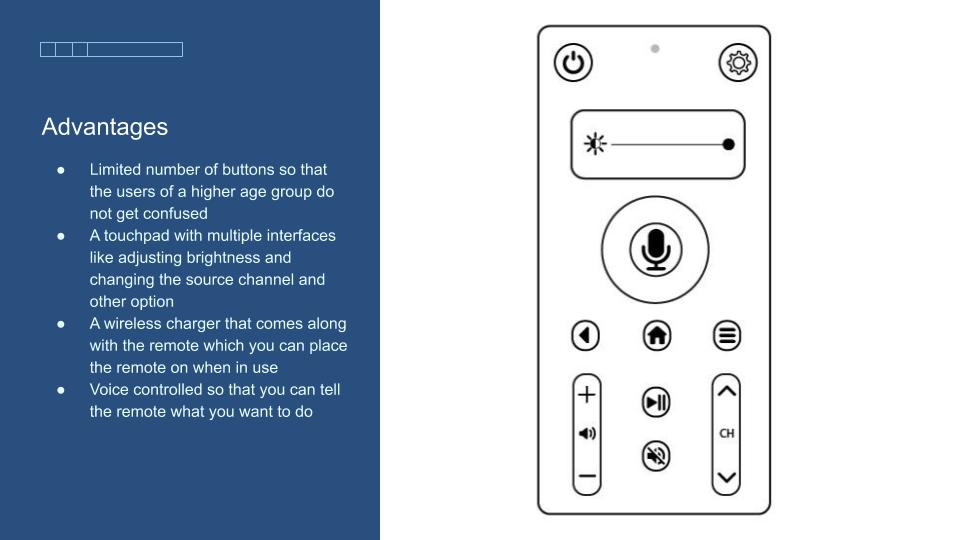 Advantages
● Limited number of buttons so that
the users of a higher age group do
not get confused
● A touchpad with multiple interfaces
like adjusting brightness and
changing the source channel and
other option
● A wireless charger that comes along
with the remote which you can place
the remote on when in use
● Voice controlled so that you can tell
the remote what you want to do
CH